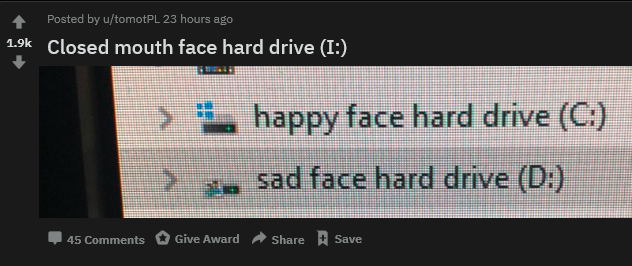 Posted by u/tomotPL 23 hours ago
1.9k
Closed mouth face hard drive (I:)
happy face hard drive (C:)
sad face hard drive (D:)
45 Comments Give Award Share Save